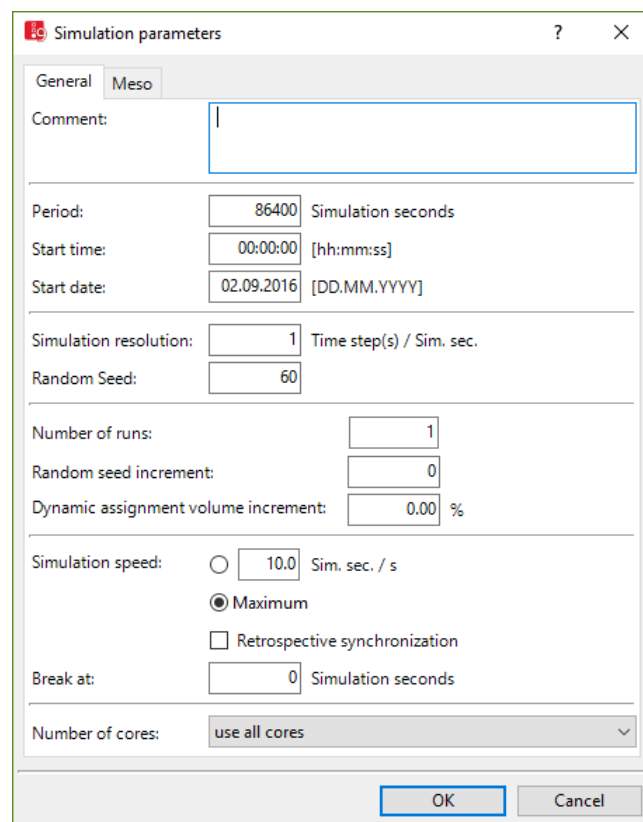 Simulation parameters ?
General Meso
Comment:
Period: 86400 Simulation seconds
Start time: 00:00:00 [hh:mm:ss]
Start date: 02.09.2016 [DD.MM.YYYY]
Simulation resolution: 1 Time step(s) / Sim. sec.
Random Seed: 60
Number of runs: 1
Random seed increment: 0
Dynamic assignment volume increment: 0.00 %
Simulation speed: 10.0 Sim. sec. / s
Maximum
Retrospective synchronization
Break at: 0 Simulation seconds
Number of cores: use all cores
OK Cancel